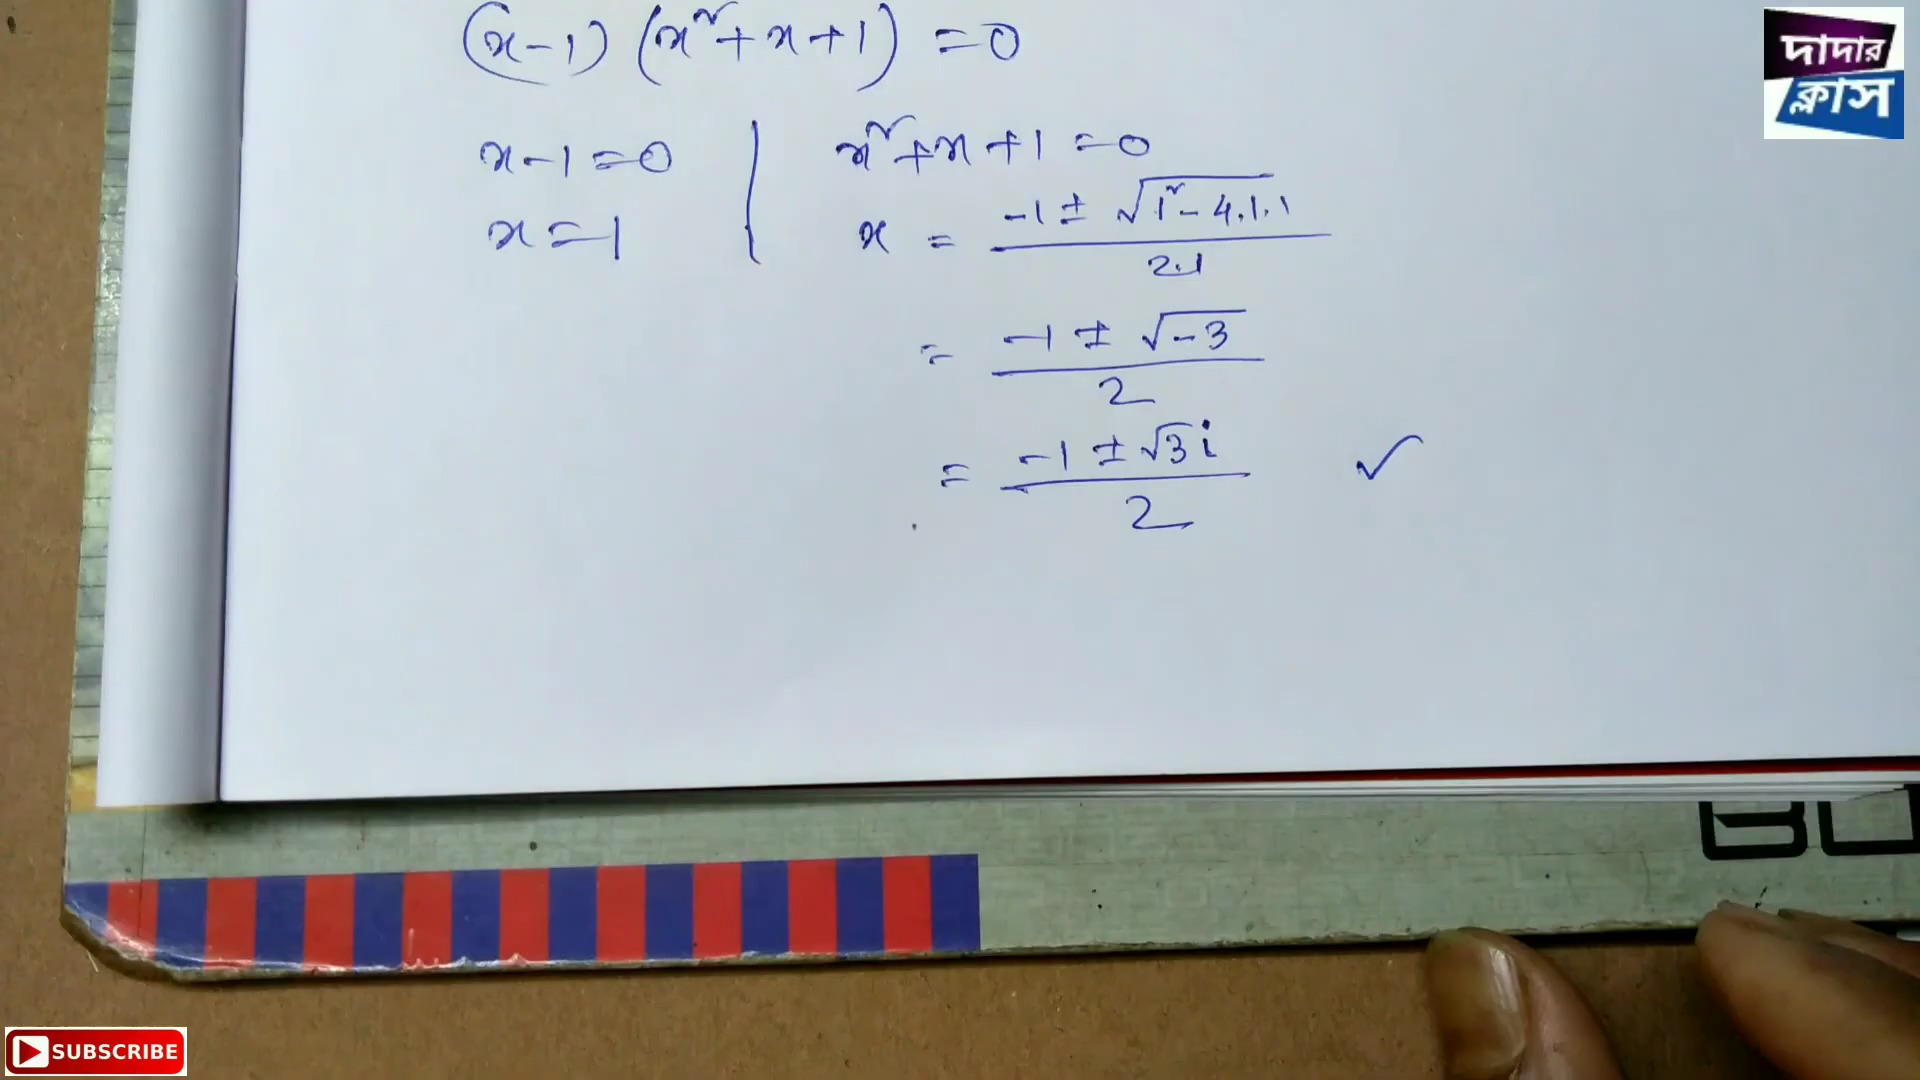 (x-1) (x²+x+1) =0
x-1=0
x=1
x²+x+1=0
x = (-1 ± √(1²-4.1.1))/2.1
= (-1 ± √-3)/2
= (-1 ± √3i)/2 ✓
দাদার
ক্লাস
SUBSCRIBE